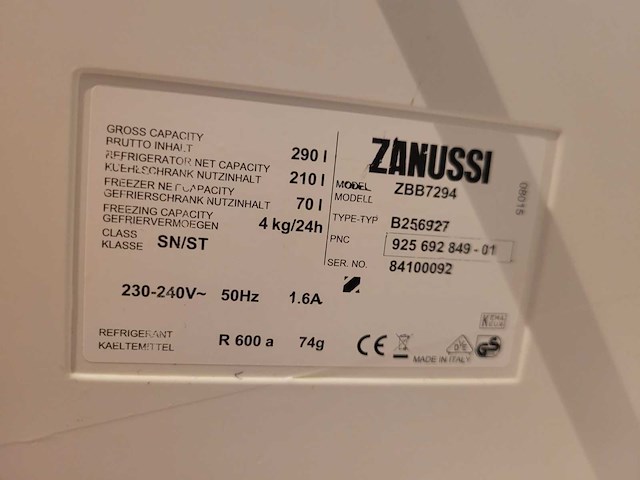 GROSS CAPACITY
BRUTTO INHALT 290 l
REFRIGERATOR NET CAPACITY
KUEHLSCHRANK NUTZINHALT 210 l
FREEZER NET CAPACITY
GEFRIERSCHRANK NUTZINHALT 70 l
FREEZING CAPACITY
GEFRIERVERMOEGEN 4 kg/24h
CLASS
KLASSE SN/ST
230-240V~ 50Hz 1.6A
REFRIGERANT
KAELTEMITTEL R 600 a 74g
ZANUSSI
MODEL
MODELL ZBB7294
TYPE-TYP B256927
PNC 925 692 849 - 01
SER. NO. 84100092
08015
KEMA
KEUR
CE
GS
MADE IN ITALY